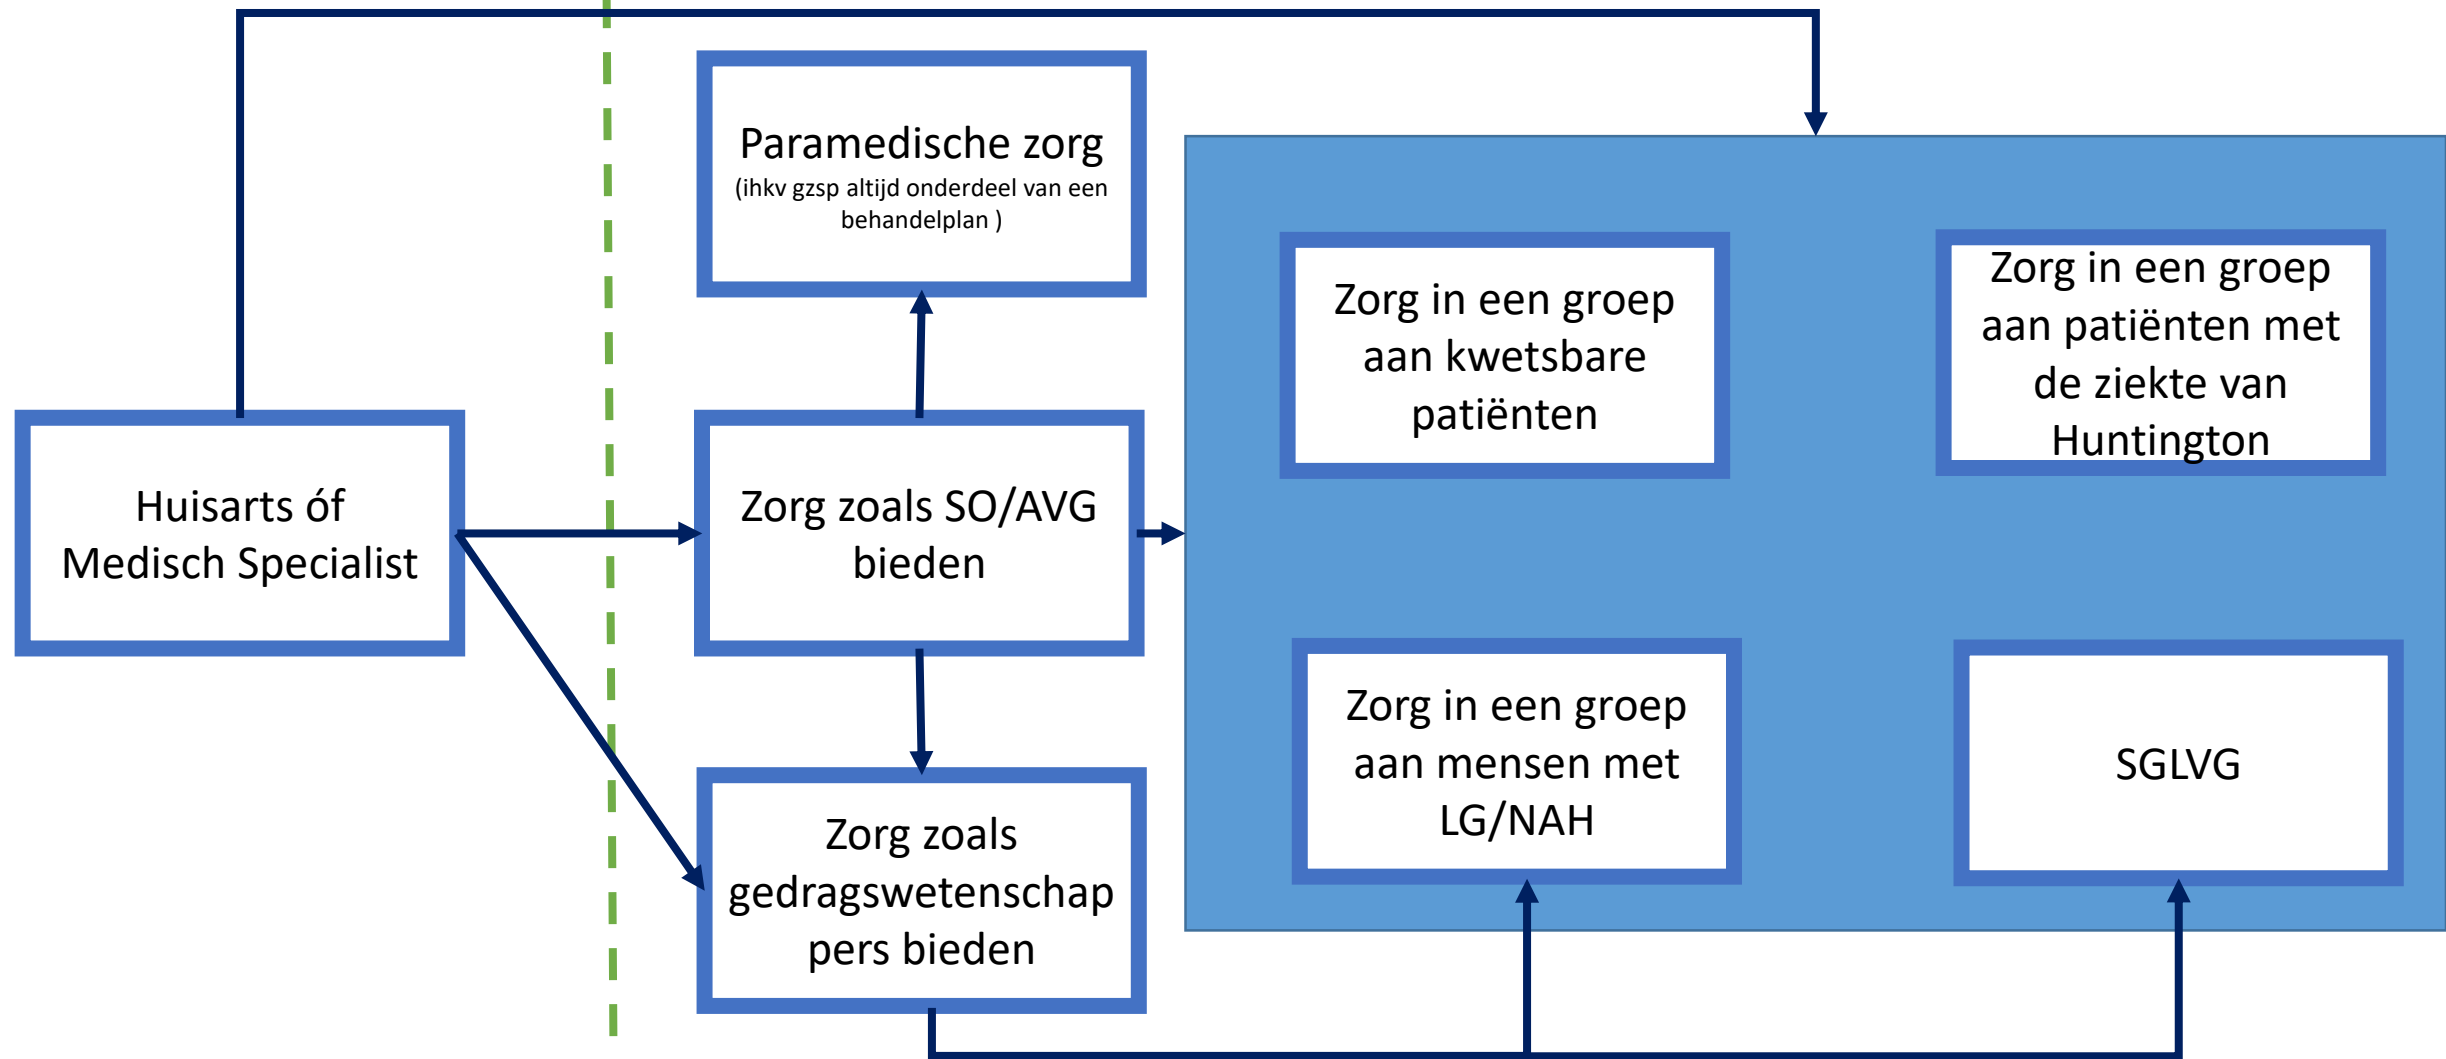 Paramedische zorg
(ihkv gzsp altijd onderdeel van een
behandelplan )
Huisarts óf
Medisch Specialist
Zorg zoals SO/AVG
bieden
Zorg zoals
gedragswetenschap
pers bieden
Zorg in een groep
aan kwetsbare
patiënten
Zorg in een groep
aan patiënten met
de ziekte van
Huntington
Zorg in een groep
aan mensen met
LG/NAH
SGLVG